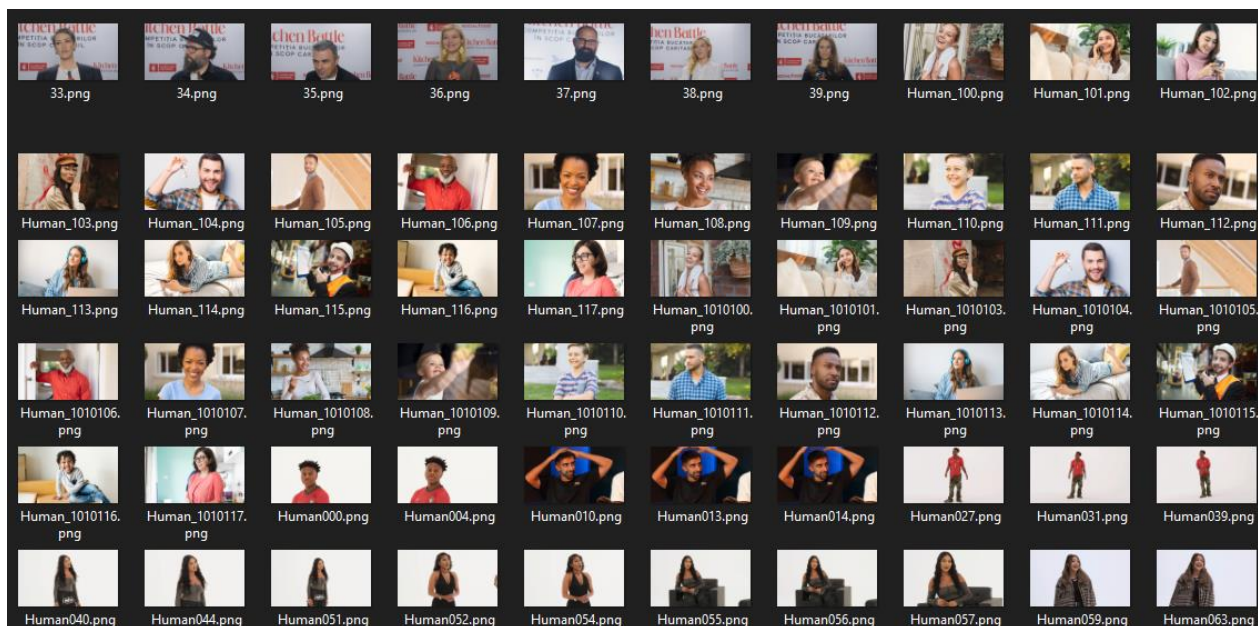 33.png
34.png
35.png
36.png
37.png
38.png
39.png
Human_100.png
Human_101.png
Human_102.png
Human_103.png
Human_104.png
Human_105.png
Human_106.png
Human_107.png
Human_108.png
Human_109.png
Human_110.png
Human_111.png
Human_112.png
Human_113.png
Human_114.png
Human_115.png
Human_116.png
Human_117.png
Human_1010100.
png
Human_1010101.
png
Human_1010103.
png
Human_1010104.
png
Human_1010105.
png
Human_1010106.
png
Human_1010107.
png
Human_1010108.
png
Human_1010109.
png
Human_1010110.
png
Human_1010111.
png
Human_1010112.
png
Human_1010113.
png
Human_1010114.
png
Human_1010115.
png
Human_1010116.
png
Human_1010117.
png
Human000.png
Human004.png
Human010.png
Human013.png
Human014.png
Human027.png
Human031.png
Human039.png
Human040.png
Human044.png
Human051.png
Human052.png
Human054.png
Human055.png
Human056.png
Human057.png
Human059.png
Human063.png